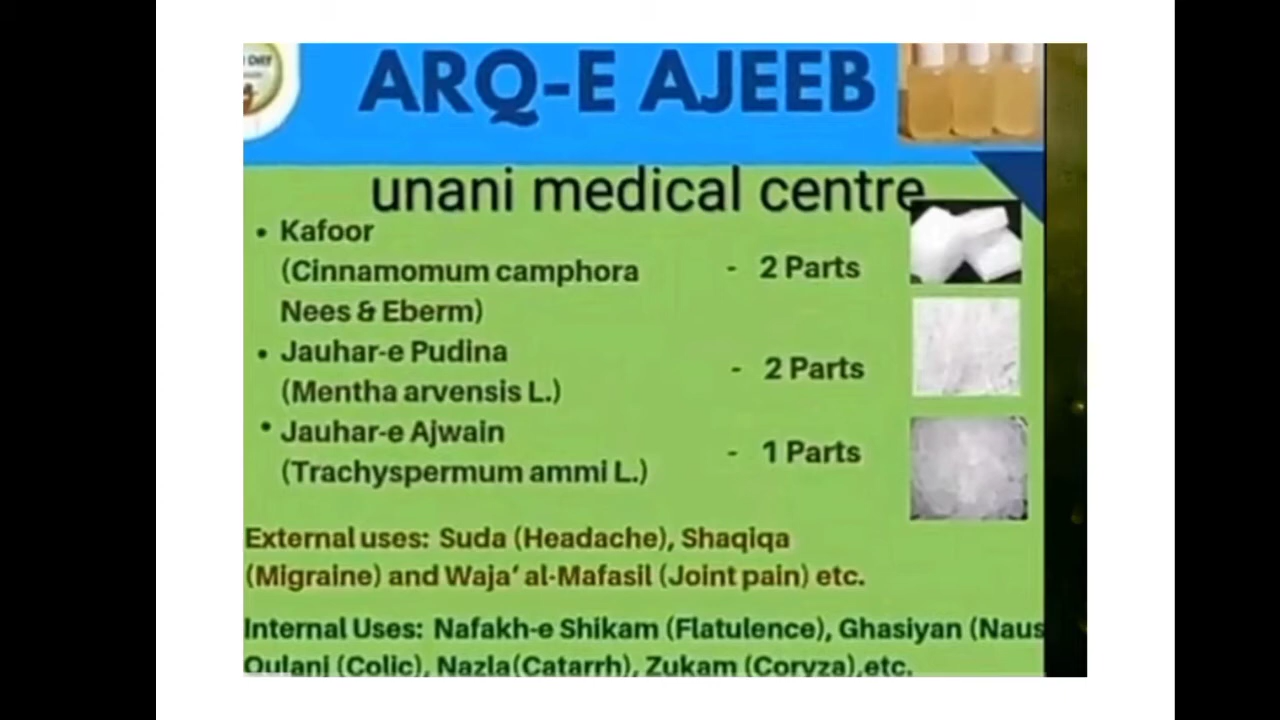 ARQ-E AJEEB
unani medical centre
• Kafoor
(Cinnamomum camphora - 2 Parts
Nees & Eberm)
• Jauhar-e Pudina
- 2 Parts
(Mentha arvensis L.)
• Jauhar-e Ajwain
- 1 Parts
(Trachyspermum ammi L.)
External uses: Suda (Headache), Shaqiqa
(Migraine) and Waja' al-Mafasil (Joint pain) etc.
Internal Uses: Nafakh-e Shikam (Flatulence), Ghasiyan (Naus
Qulanj (Colic), Nazla(Catarrh), Zukam (Coryza),etc.